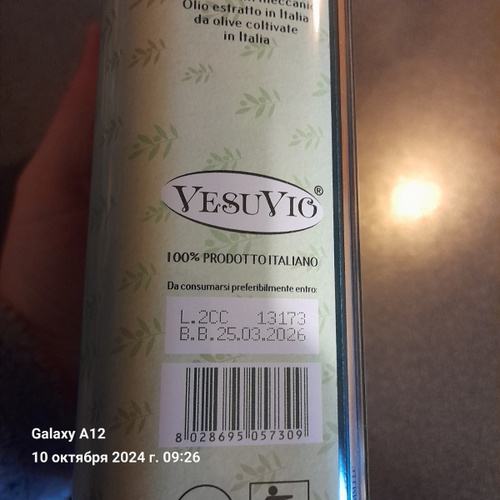 Olio estratto in Italia
da olive coltivate
in Italia
VESUVIO®
100% PRODOTTO ITALIANO
Da consumarsi preferibilmente entro:
L.2CC 13173
B.B.25.03.2026
8 028695 057309
Galaxy A12
10 октября 2024 г. 09:26